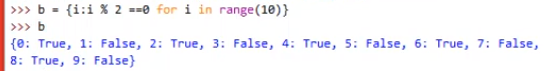 >>> b = {i:i % 2 ==0 for i in range(10)}
>>> b
{0: True, 1: False, 2: True, 3: False, 4: True, 5: False, 6: True, 7: False,
8: True, 9: False}